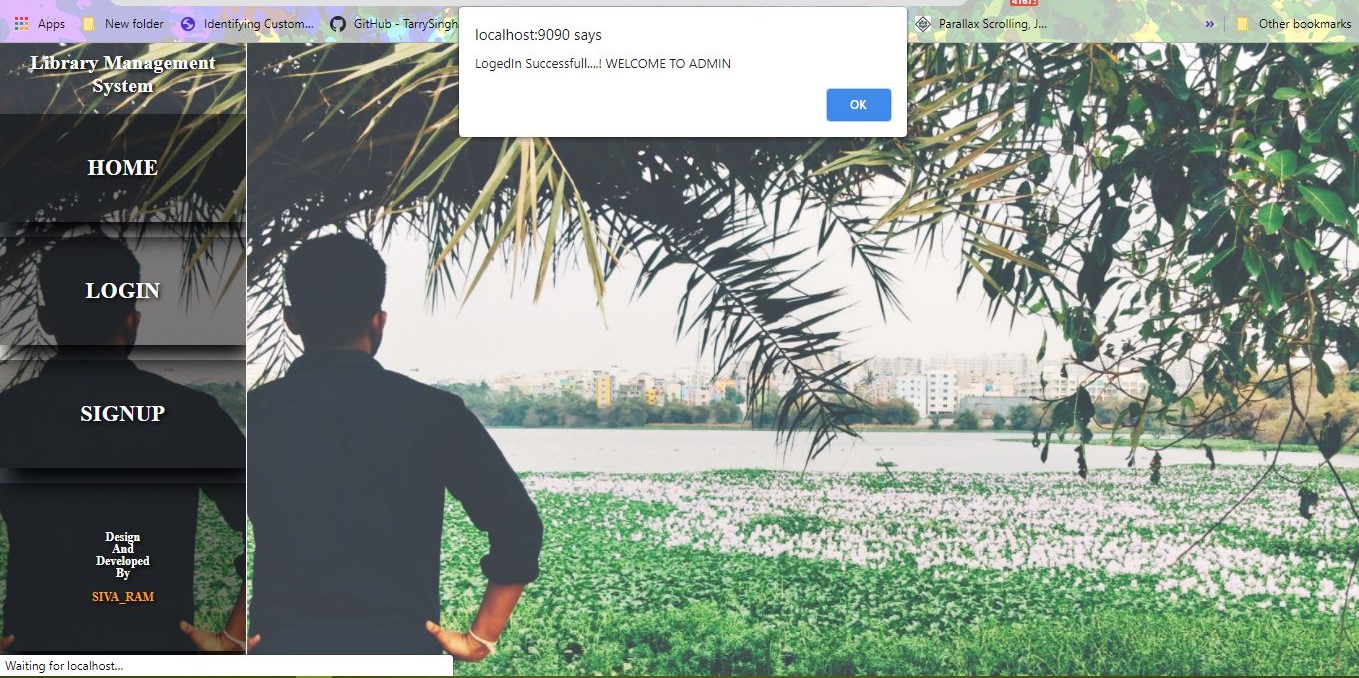 Apps
New folder
Identifying Custom...
GitHub - TarrySingh
Parallax Scrolling, J...
»
Other bookmarks
localhost:9090 says
LogedIn Successfull....! WELCOME TO ADMIN
OK
Library Management
System
HOME
LOGIN
SIGNUP
Design
And
Developed
By
SIVA_RAM
Waiting for localhost...